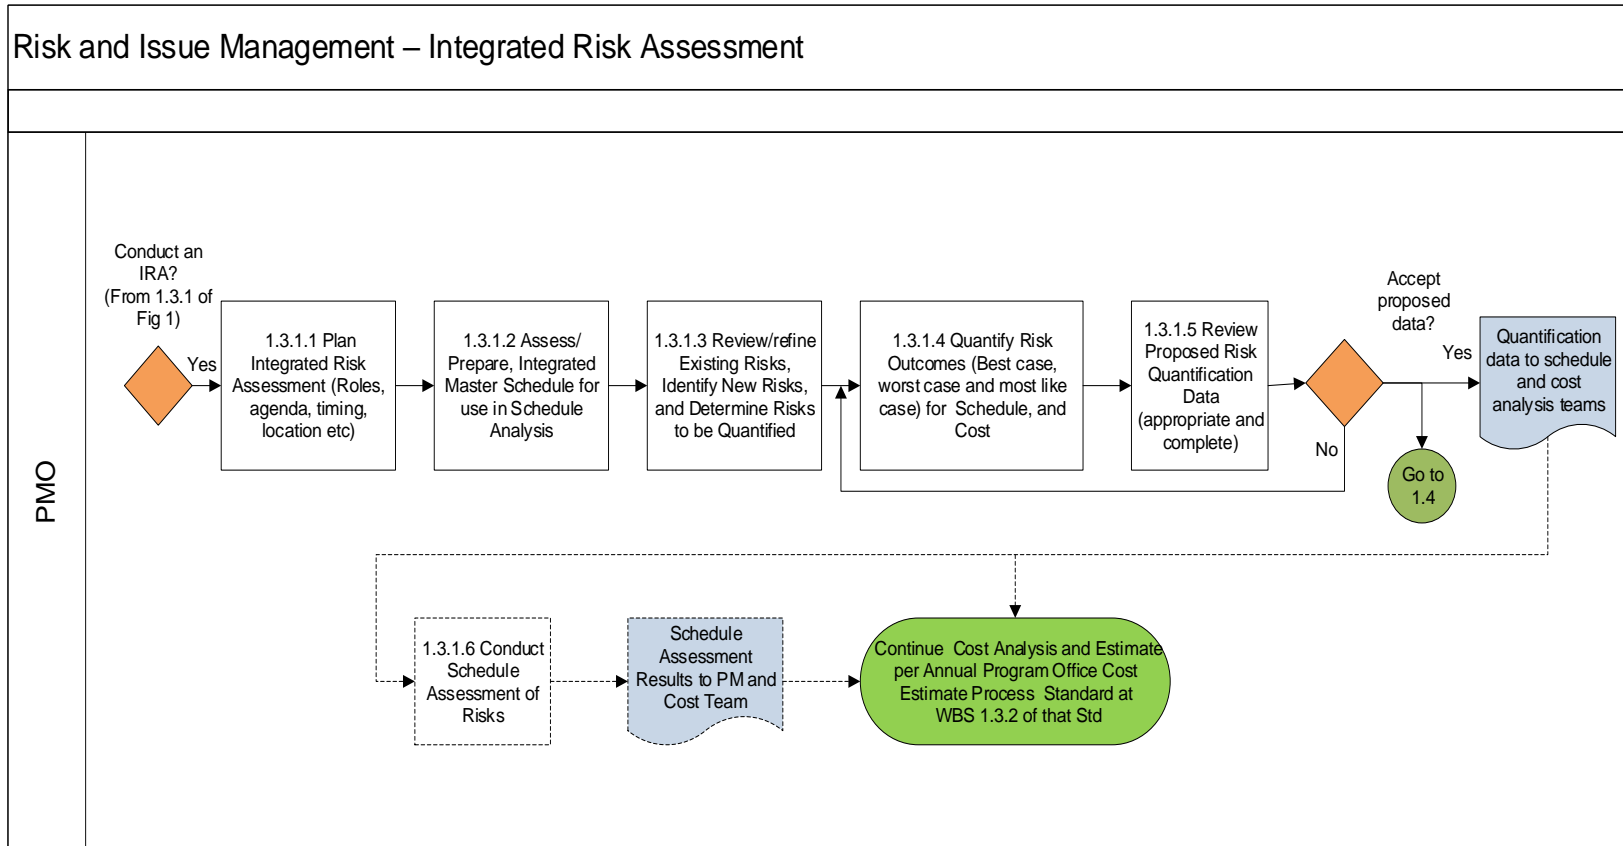 Risk and Issue Management – Integrated Risk Assessment
PMO
Conduct an
IRA?
(From 1.3.1 of
Fig 1)
Yes
1.3.1.1 Plan
Integrated Risk
Assessment (Roles,
agenda, timing,
location etc)
1.3.1.2 Assess/
Prepare, Integrated
Master Schedule for
use in Schedule
Analysis
1.3.1.3 Review/refine
Existing Risks,
Identify New Risks,
and Determine Risks
to be Quantified
1.3.1.4 Quantify Risk
Outcomes (Best case,
worst case and most like
case) for  Schedule, and
Cost
1.3.1.5 Review
Proposed Risk
Quantification
Data
(appropriate and
complete)
Accept
proposed
data?
Yes
No
Go to
1.4
Quantification
data to schedule
and cost
analysis teams
1.3.1.6 Conduct
Schedule
Assessment of
Risks
Schedule
Assessment
Results to PM and
Cost Team
Continue  Cost Analysis and Estimate
per Annual Program Office Cost
Estimate Process  Standard at
WBS 1.3.2 of that Std